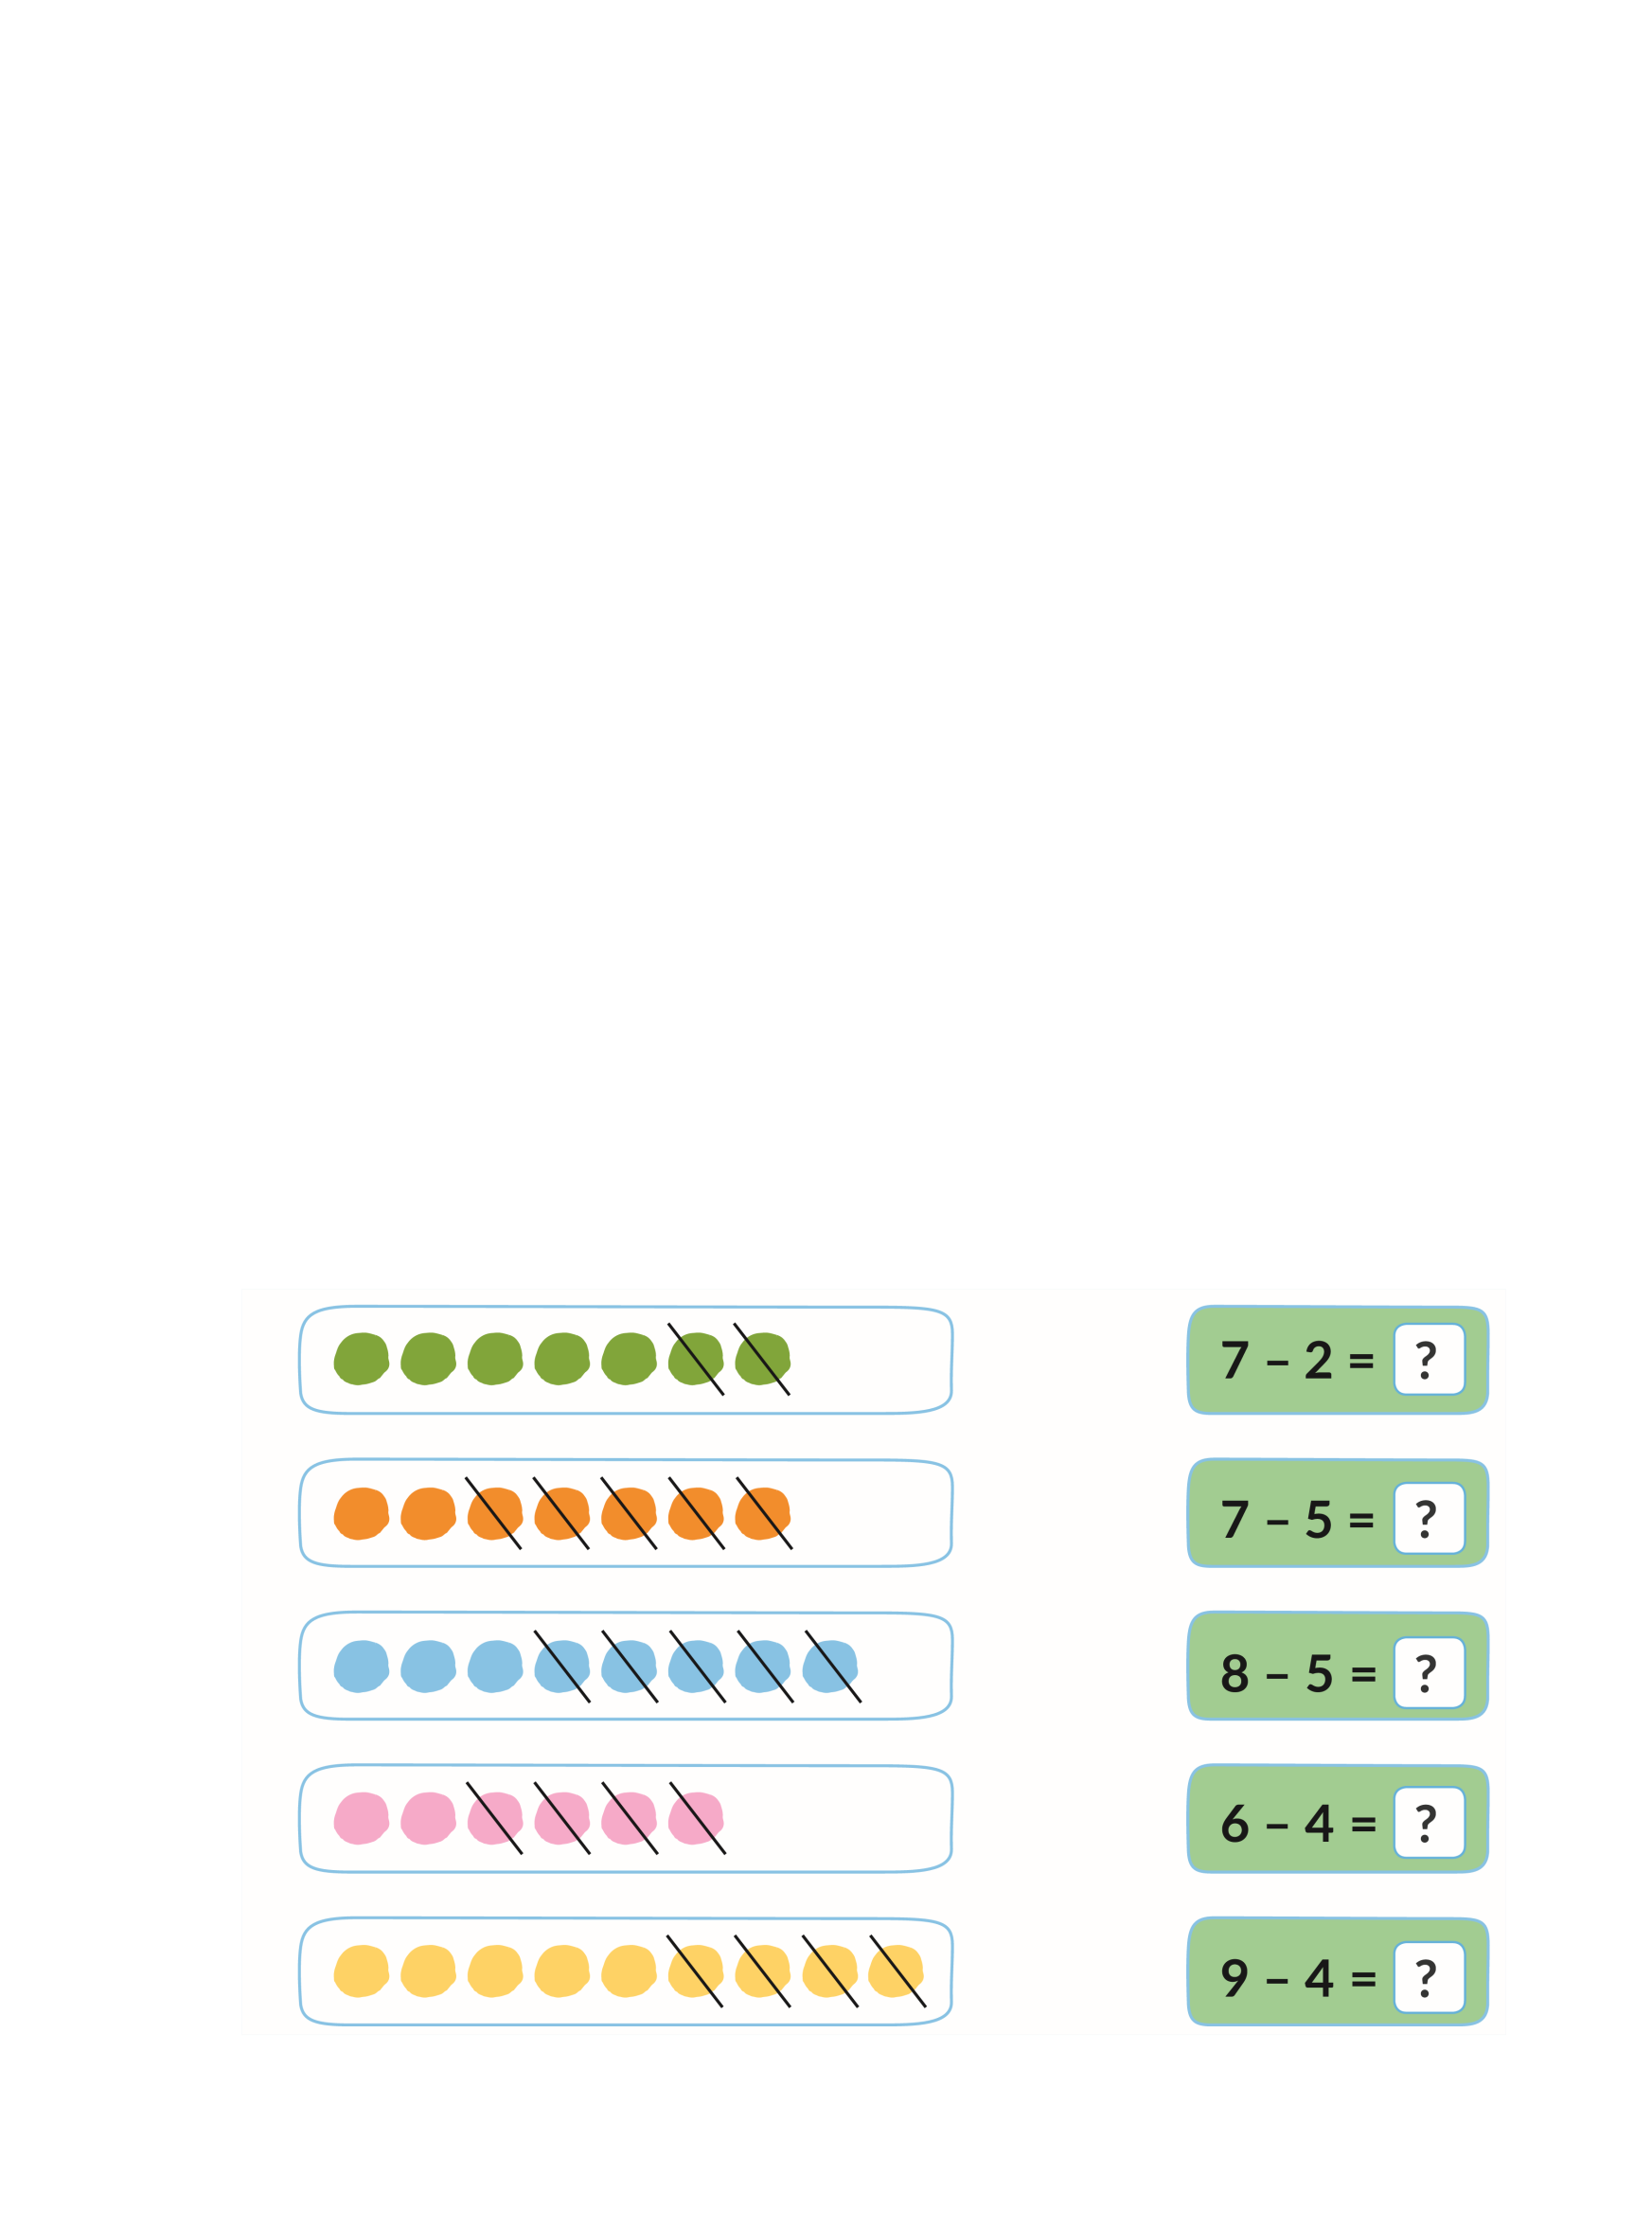 7 – 2 = ?
7 – 5 = ?
8 – 5 = ?
6 – 4 = ?
9 – 4 = ?